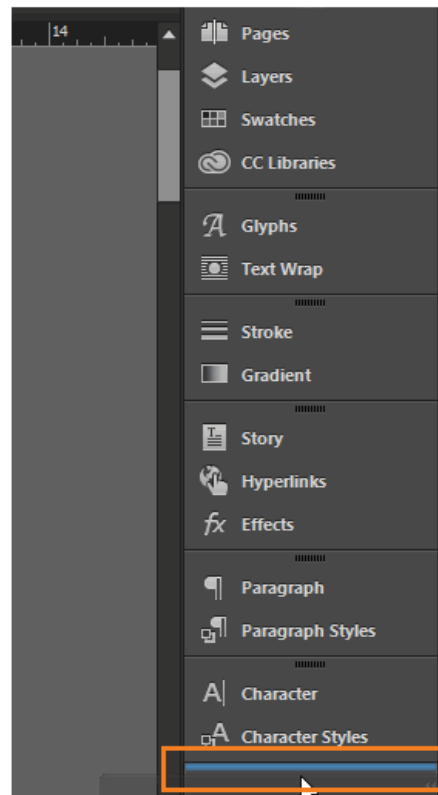 14
Pages
Layers
Swatches
CC Libraries
Glyphs
Text Wrap
Stroke
Gradient
Story
Hyperlinks
fx Effects
Paragraph
Paragraph Styles
Character
Character Styles